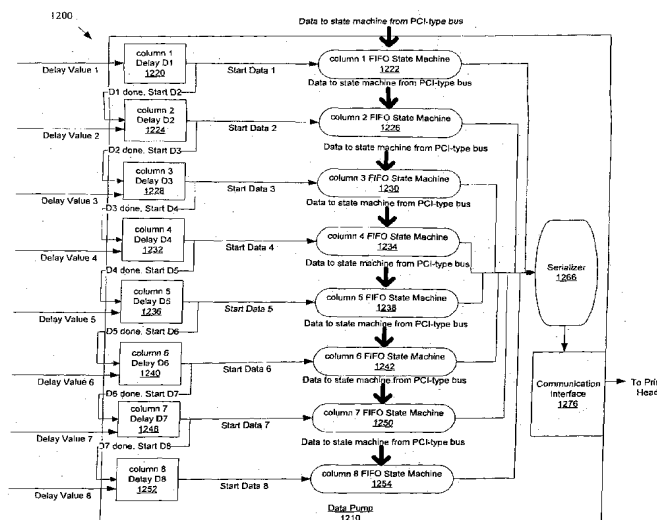 1200
Data to state machine from PCI-type bus
column 1
Delay D1
1220
Delay Value 1
Start Data 1
column 1 FIFO State Machine
1222
Data to state machine from PCI-type bus
D1 done, Start D2
column 2
Delay D2
1224
Delay Value 2
Start Data 2
column 2 FIFO State Machine
1226
Data to state machine from PCI-type bus
D2 done, Start D3
column 3
Delay D3
1228
Delay Value 3
Start Data 3
column 3 FIFO State Machine
1230
Data to state machine from PCI-type bus
D3 done, Start D4
column 4
Delay D4
1232
Delay Value 4
Start Data 4
column 4 FIFO State Machine
1234
Data to state machine from PCI-type bus
D4 done, Start D5
Serializer
1266
column 5
Delay D5
1236
Delay Value 5
Start Data 5
column 5 FIFO State Machine
1238
Data to state machine from PCI-type bus
D5 done, Start D6
column 6
Delay D6
1240
Delay Value 6
Start Data 6
column 6 FIFO State Machine
1242
Data to state machine from PCI-type bus
D6 done, Start D7
Communication
Interface
1276
To Prin
Head
column 7
Delay D7
1248
Delay Value 7
Start Data 7
column 7 FIFO State Machine
1250
Data to state machine from PCI-type bus
D7 done, Start D8
column 8
Delay D8
1252
Delay Value 8
Start Data 8
column 8 FIFO State Machine
1254
Data Pump
1210